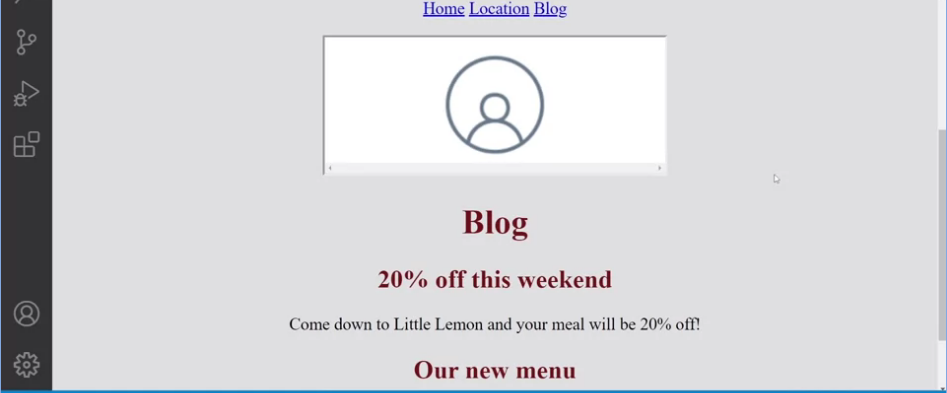 Home Location Blog
Blog
20% off this weekend
Come down to Little Lemon and your meal will be 20% off!
Our new menu